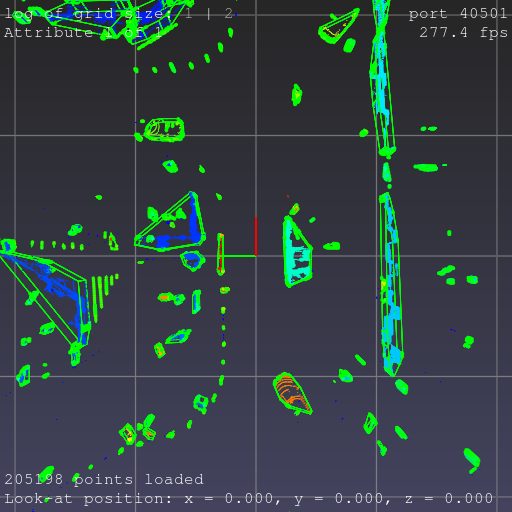 log of grid size: 1 | 2
port 40501
Attribute 1 of 1
277.4 fps
205198 points loaded
Look-at position: x = 0.000, y = 0.000, z = 0.000